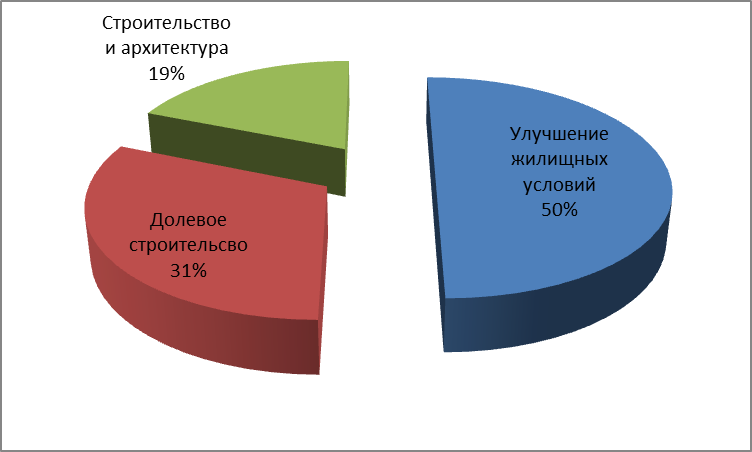 Строительство
и архитектура
19%
Улучшение
жилищных
условий
50%
Долевое
строительсво
31%